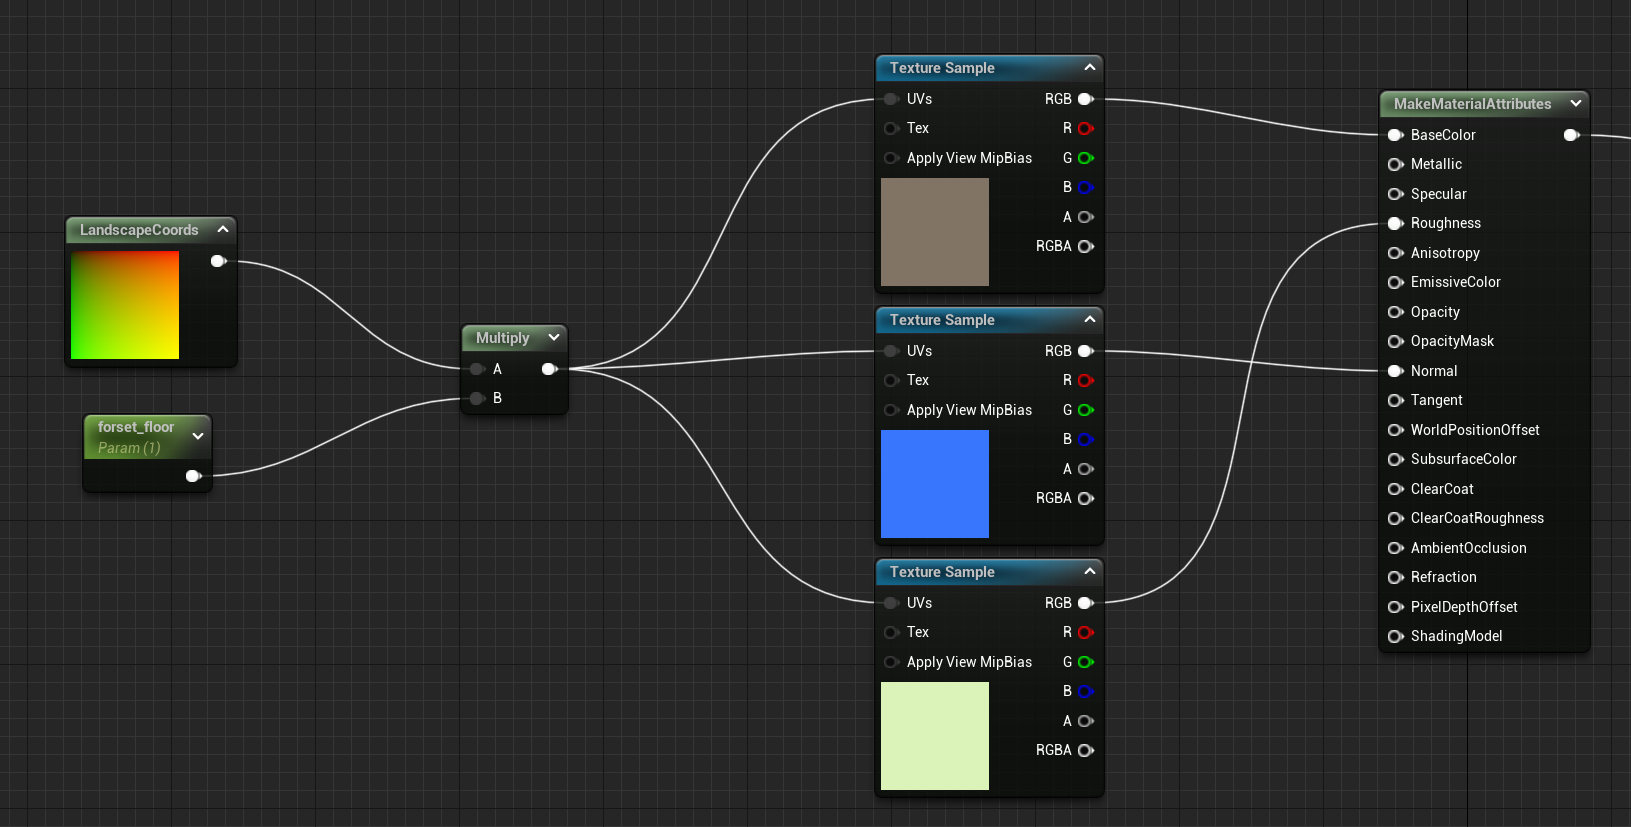 LandscapeCoords
forset_floor
Param (1)
Multiply
A
B
Texture Sample
UVs RGB
Tex R
Apply View MipBias G
B
A
RGBA
Texture Sample
UVs RGB
Tex R
Apply View MipBias G
B
A
RGBA
Texture Sample
UVs RGB
Tex R
Apply View MipBias G
B
A
RGBA
MakeMaterialAttributes
BaseColor
Metallic
Specular
Roughness
Anisotropy
EmissiveColor
Opacity
OpacityMask
Normal
Tangent
WorldPositionOffset
SubsurfaceColor
ClearCoat
ClearCoatRoughness
AmbientOcclusion
Refraction
PixelDepthOffset
ShadingModel